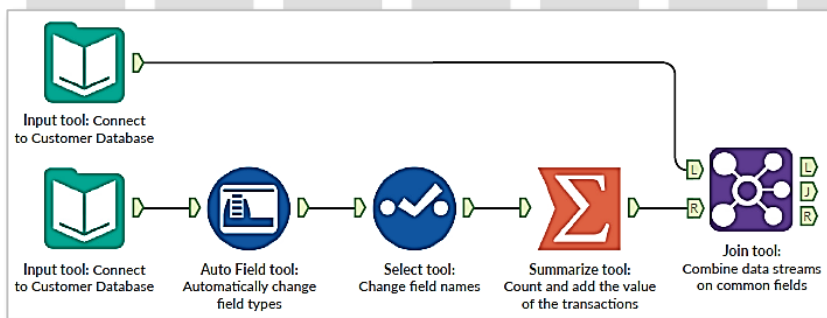 Input tool: Connect
to Customer Database
L
R
L
J
R
Input tool: Connect
to Customer Database
Auto Field tool:
Automatically change
field types
Select tool:
Change field names
Summarize tool:
Count and add the value
of the transactions
Join tool:
Combine data streams
on common fields